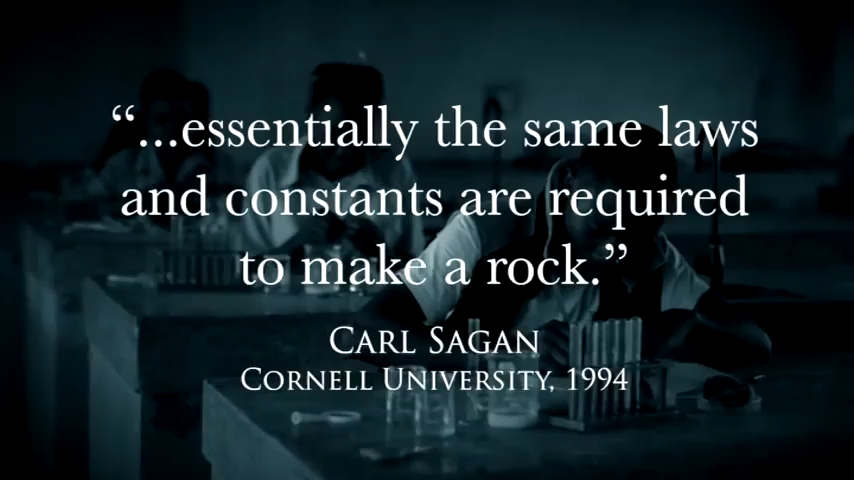 “...essentially the same laws
and constants are required
to make a rock.”
CARL SAGAN
CORNELL UNIVERSITY, 1994